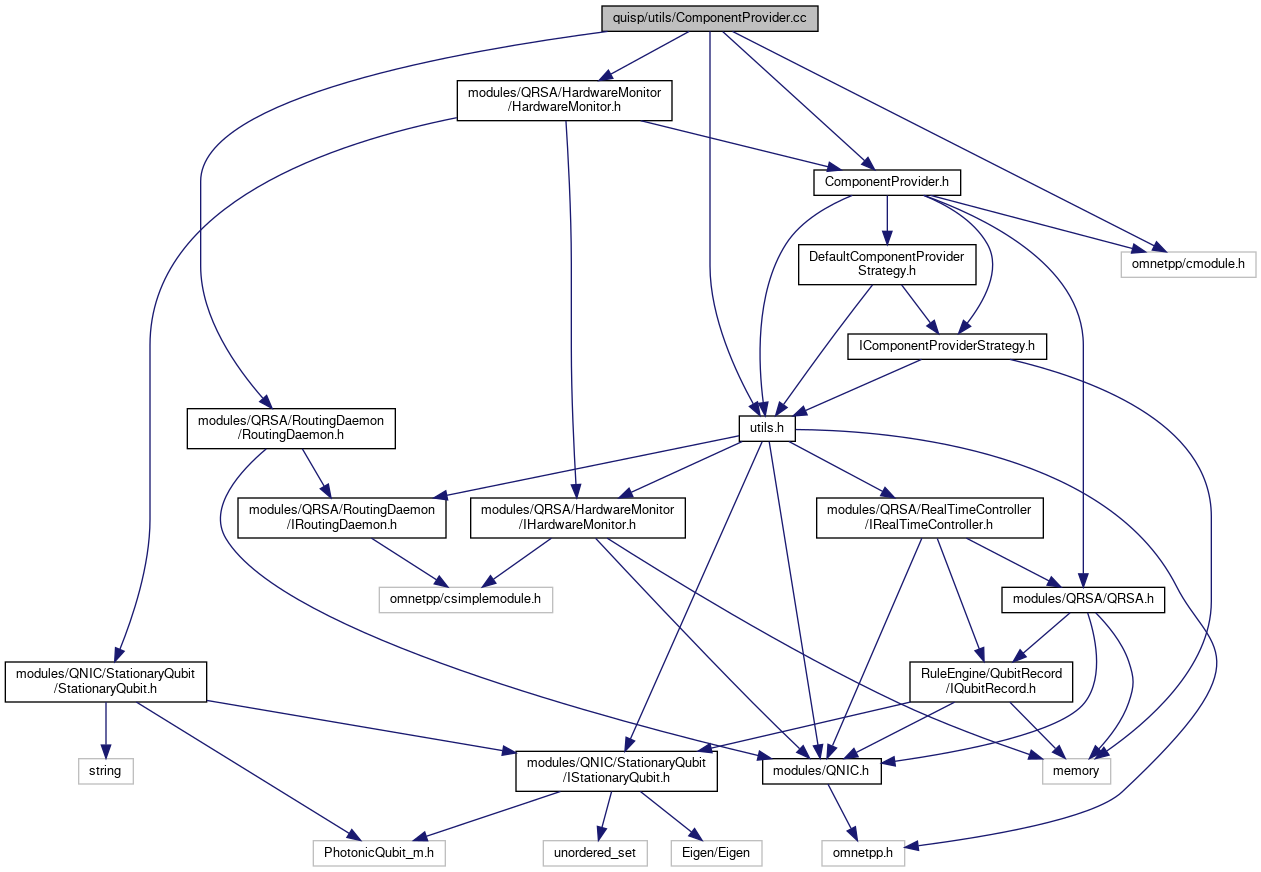 quisp/utils/ComponentProvider.cc
modules/QRSA/HardwareMonitor
/HardwareMonitor.h
ComponentProvider.h
DefaultComponentProvider
Strategy.h
omnetpp/cmodule.h
IComponentProviderStrategy.h
modules/QRSA/RoutingDaemon
/RoutingDaemon.h
utils.h
modules/QRSA/RoutingDaemon
/IRoutingDaemon.h
modules/QRSA/HardwareMonitor
/IHardwareMonitor.h
modules/QRSA/RealTimeController
/IRealTimeController.h
omnetpp/csimplemodule.h
modules/QRSA/QRSA.h
modules/QNIC/StationaryQubit
/StationaryQubit.h
RuleEngine/QubitRecord
/IQubitRecord.h
string
modules/QNIC/StationaryQubit
/IStationaryQubit.h
modules/QNIC.h
memory
PhotonicQubit_m.h
unordered_set
Eigen/Eigen
omnetpp.h